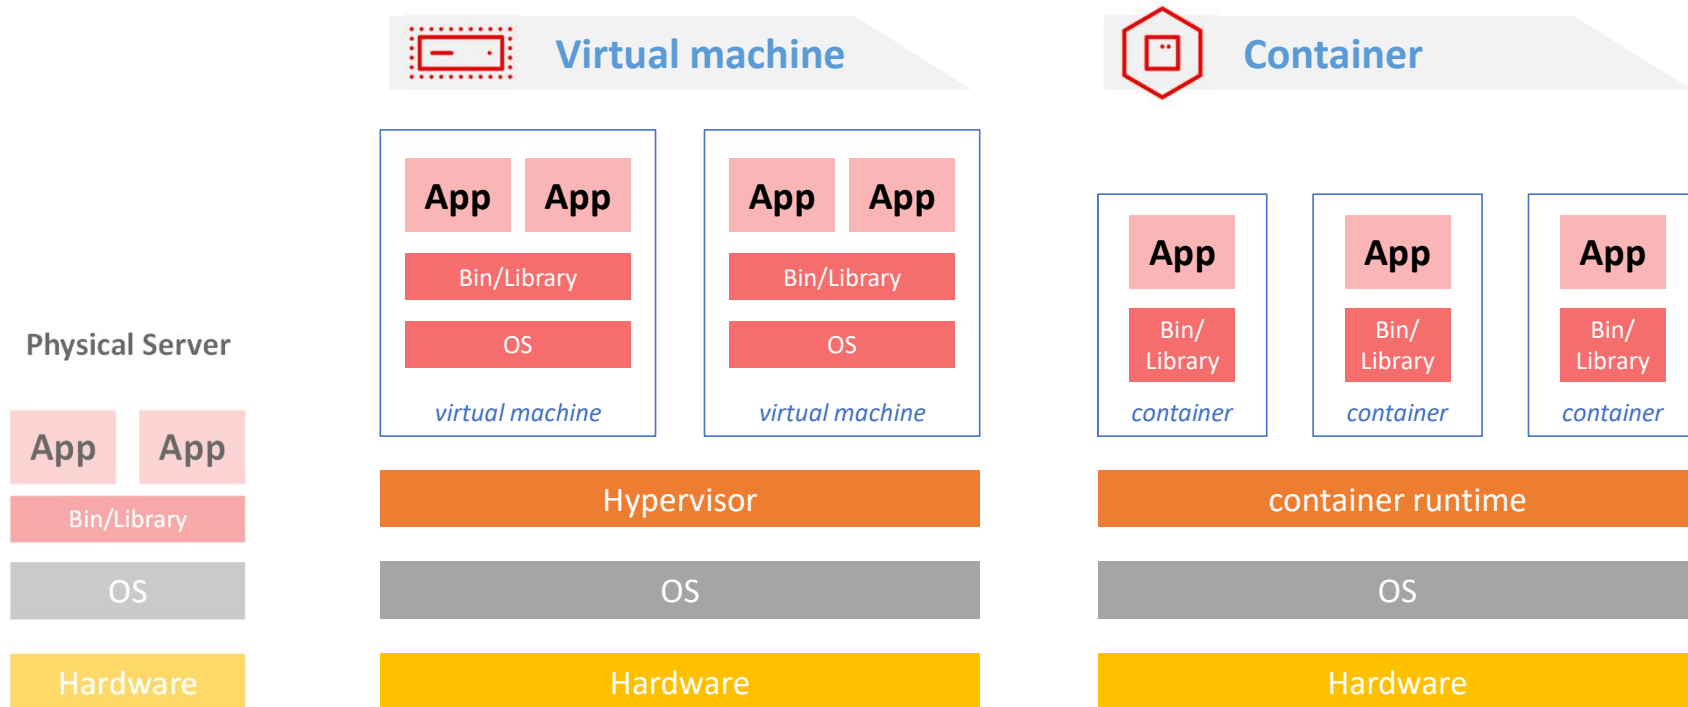 Virtual machine
Container
App App
App App
Bin/Library
Bin/Library
OS
OS
virtual machine
virtual machine
App
App
App
Bin/
Library
Bin/
Library
Bin/
Library
container
container
container
Physical Server
App App
Bin/Library
OS
Hardware
Hypervisor
OS
Hardware
container runtime
OS
Hardware